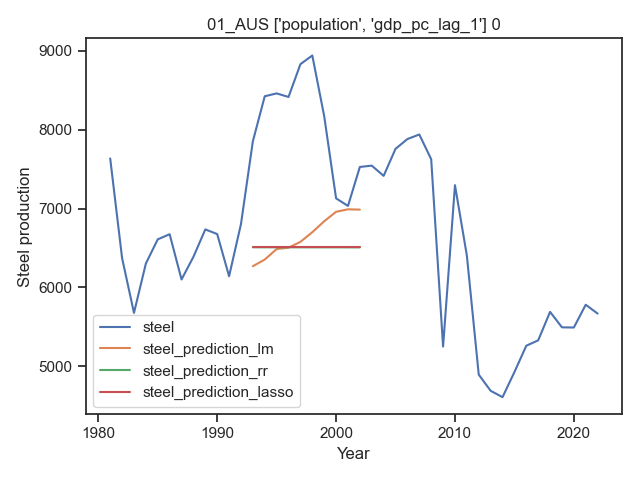 01_AUS ['population', 'gdp_pc_lag_1'] 0
9000
8000
7000
6000
5000
Steel production
steel
steel_prediction_lm
steel_prediction_rr
steel_prediction_lasso
1980
1990
2000
2010
2020
Year